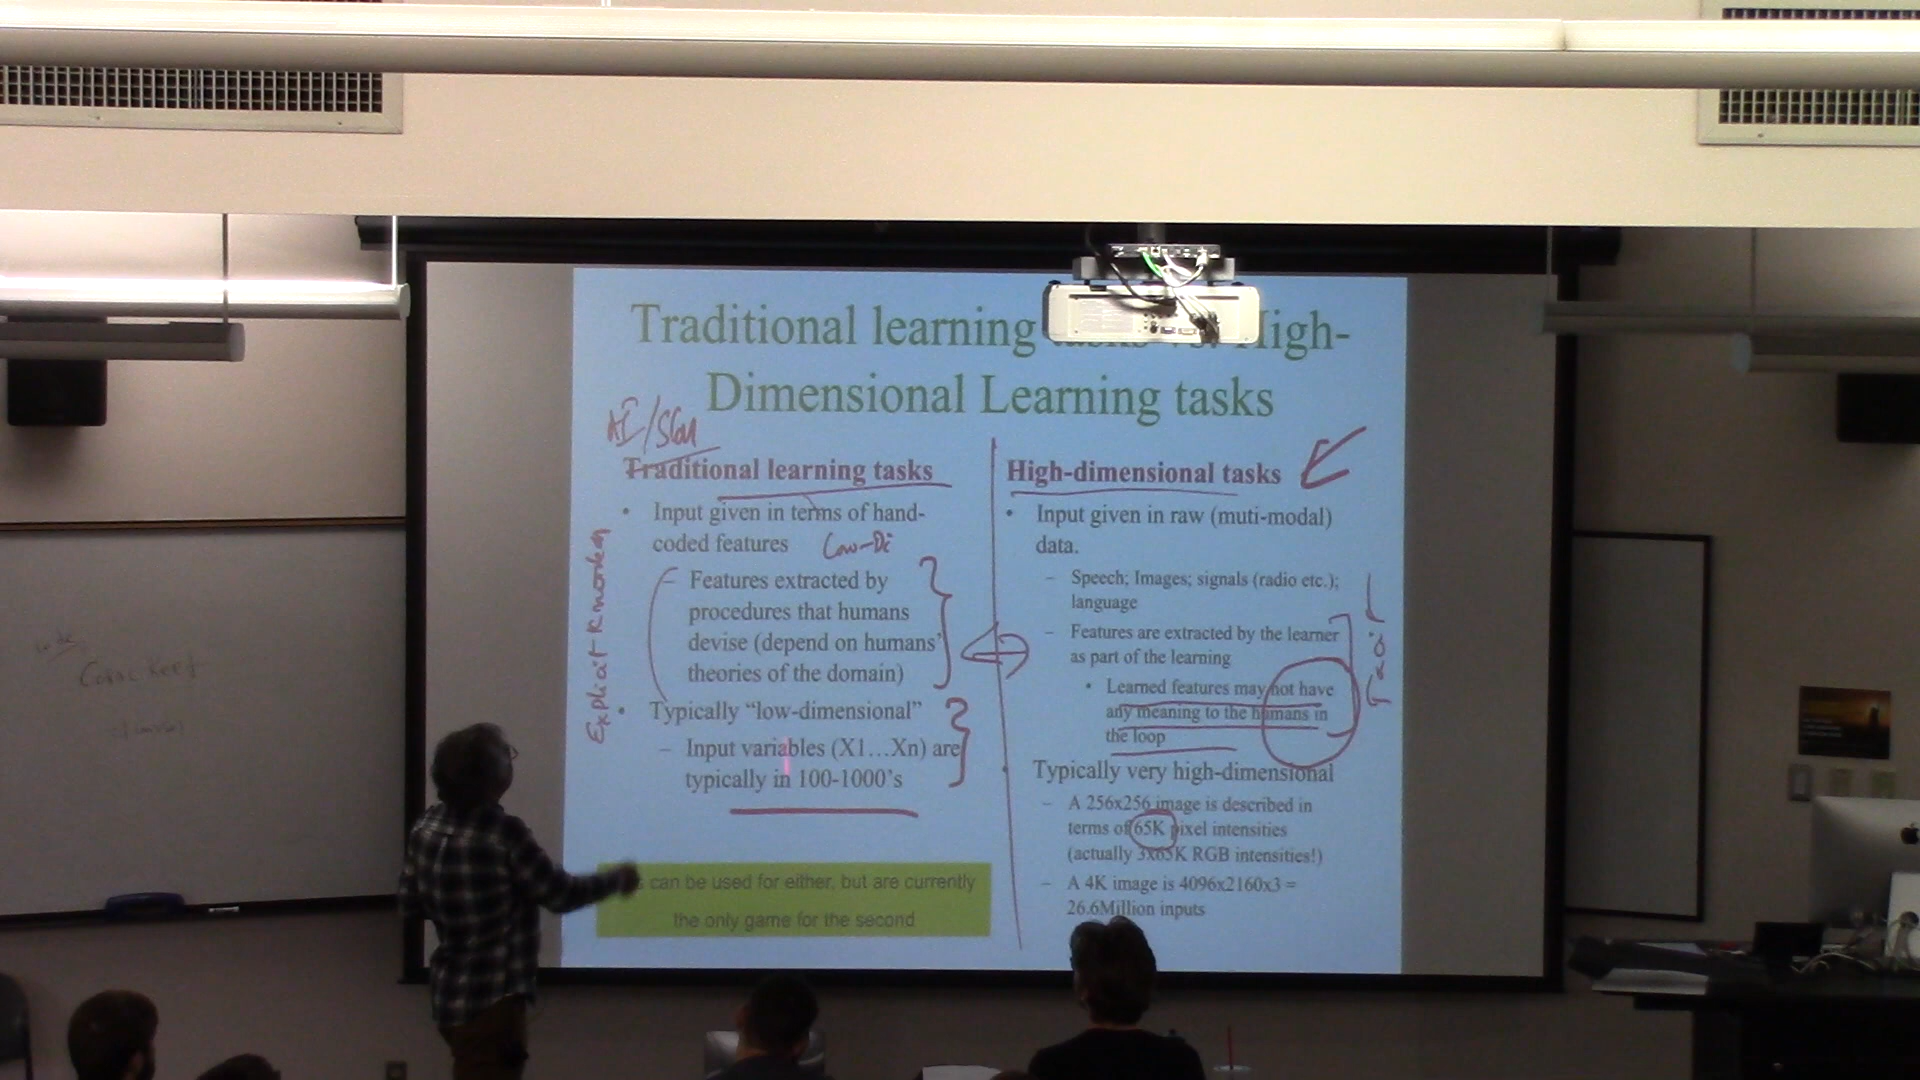 Traditional learning tasks vs. High-
Dimensional Learning tasks
AI/Stat
Traditional learning tasks
• Input given in terms of hand-
coded features Low-Di
– Features extracted by
procedures that humans
devise (depend on humans'
theories of the domain)
• Typically “low-dimensional”
– Input variables (X1…Xn) are
typically in 100-1000’s
Explicit
can be used for either, but are currently
the only game for the second
High-dimensional tasks
• Input given in raw (muti-modal)
data.
– Speech; Images; signals (radio etc.);
language
– Features are extracted by the learner
as part of the learning
• Learned features may not have
any meaning to the humans in
the loop
• Typically very high-dimensional
– A 256x256 image is described in
terms of 65K pixel intensities
(actually 3x65K RGB intensities!)
– A 4K image is 4096x2160x3 =
26.6Million inputs